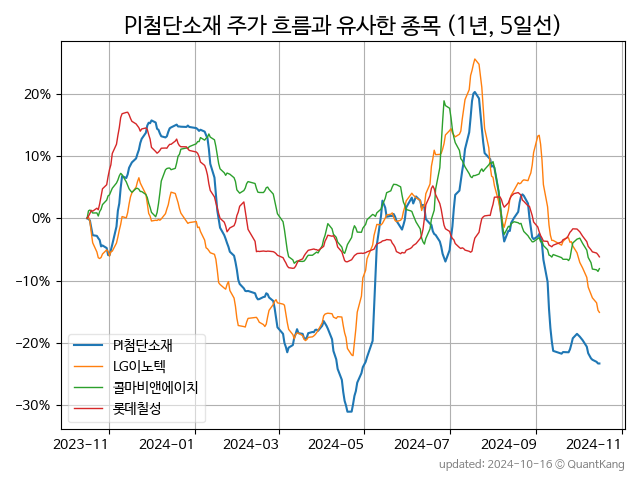 PI첨단소재 주가 흐름과 유사한 종목 (1년, 5일선)
20%
10%
0%
−10%
−20%
−30%
PI첨단소재
LG이노텍
콜마비앤에이치
롯데칠성
2023-11 2024-01 2024-03 2024-05 2024-07 2024-09 2024-11
updated: 2024-10-16 © QuantKang